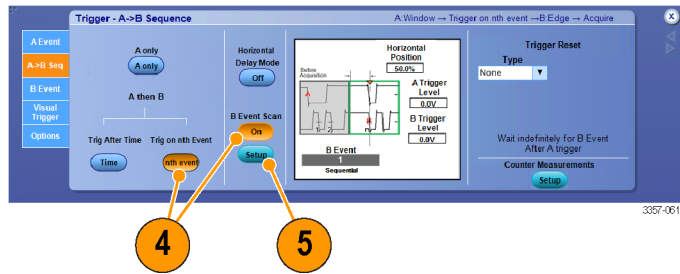 Trigger - A->B Sequence
A:Window → Trigger on nth event →B:Edge → Acquire
X
A Event
A->B Seq
B Event
Visual
Trigger
Options
A only
A only
A then B
Trig After Time
Trig on nth Event
Time
nth event
Horizontal
Delay Mode
Off
B Event Scan
On
Setup
Before
Acquisition
A
1
2
A
B
n
Horizontal
Position
50.0%
A Trigger
Level
0.0V
B Trigger
Level
0.0V
B Event
1
Sequential
Trigger Reset
Type
None
Wait indefinitely for B Event
After A trigger
Counter Measurements
Setup
3357-061
4
5